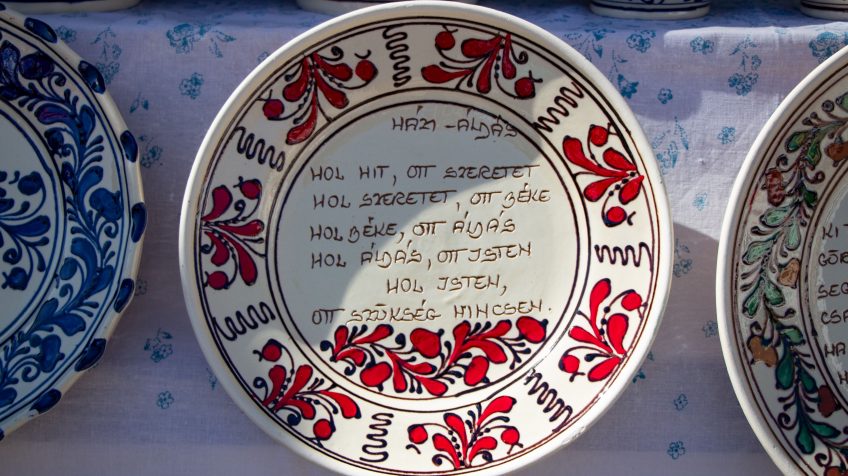 HÁZI-ÁLDÁS
HOL HIT, OTT SZERETET
HOL SZERETET, OTT BÉKE
HOL BÉKE, OTT ÁLDÁS
HOL ÁLDÁS, OTT ISTEN
HOL ISTEN,
OTT SZÜKSÉG NINCSEN.